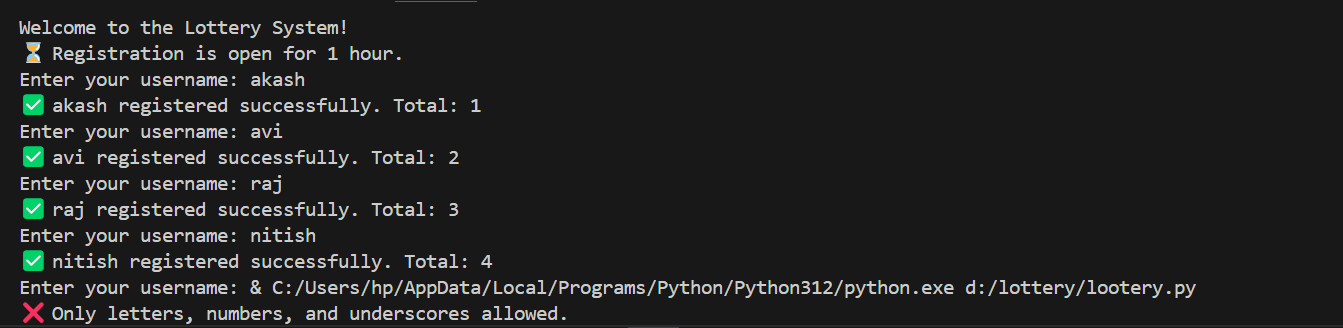 Welcome to the Lottery System!
⏳ Registration is open for 1 hour.
Enter your username: akash
✅ akash registered successfully. Total: 1
Enter your username: avi
✅ avi registered successfully. Total: 2
Enter your username: raj
✅ raj registered successfully. Total: 3
Enter your username: nitish
✅ nitish registered successfully. Total: 4
Enter your username: & C:/Users/hp/AppData/Local/Programs/Python/Python312/python.exe d:/lottery/lootery.py
❌ Only letters, numbers, and underscores allowed.